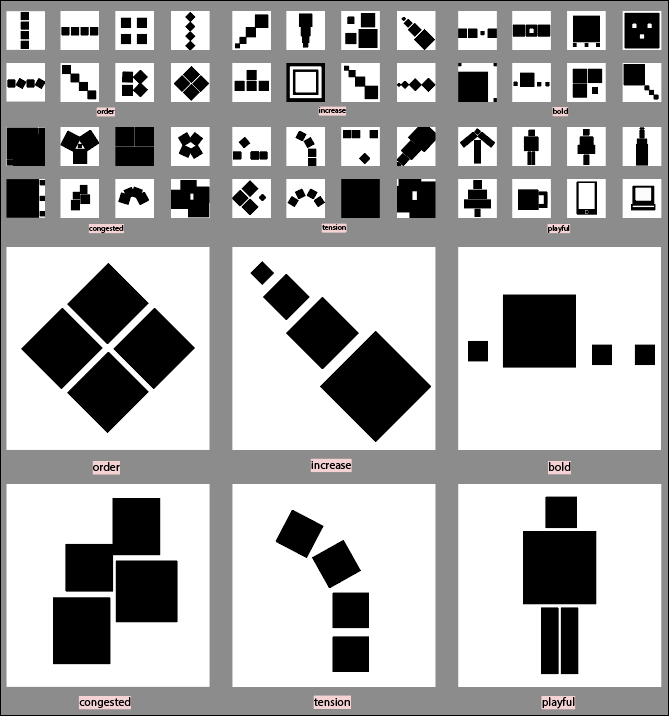 order increase bold
congested tension playful
order increase bold
congested tension playful